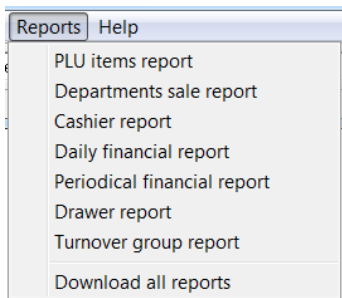 Reports Help
PLU items report
Departments sale report
Cashier report
Daily financial report
Periodical financial report
Drawer report
Turnover group report
Download all reports